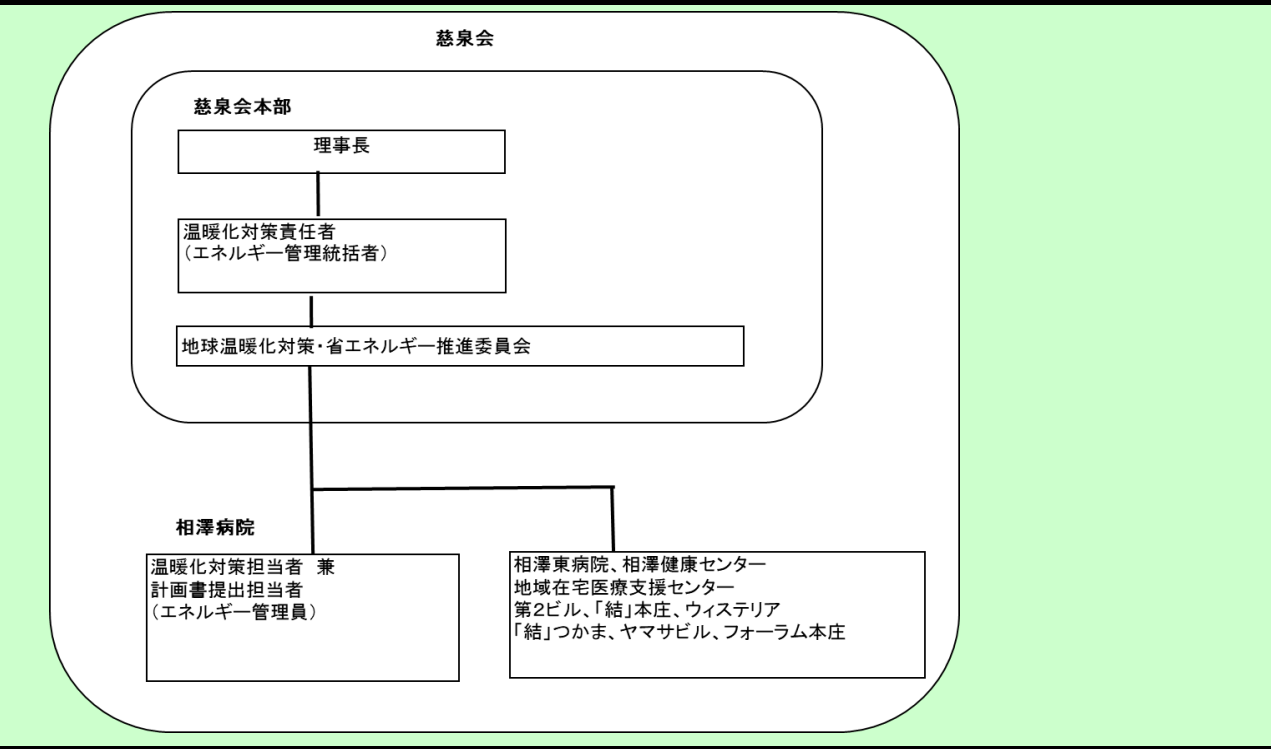 慈泉会
慈泉会本部
理事長
温暖化対策責任者
（エネルギー管理統括者）
地球温暖化対策・省エネルギー推進委員会
相澤病院
温暖化対策担当者　兼
計画書提出担当者
（エネルギー管理員）
相澤東病院、相澤健康センター
地域在宅医療支援センター
第２ビル、「結」本庄、ウィステリア
「結」つかま、ヤマサビル、フォーラム本庄